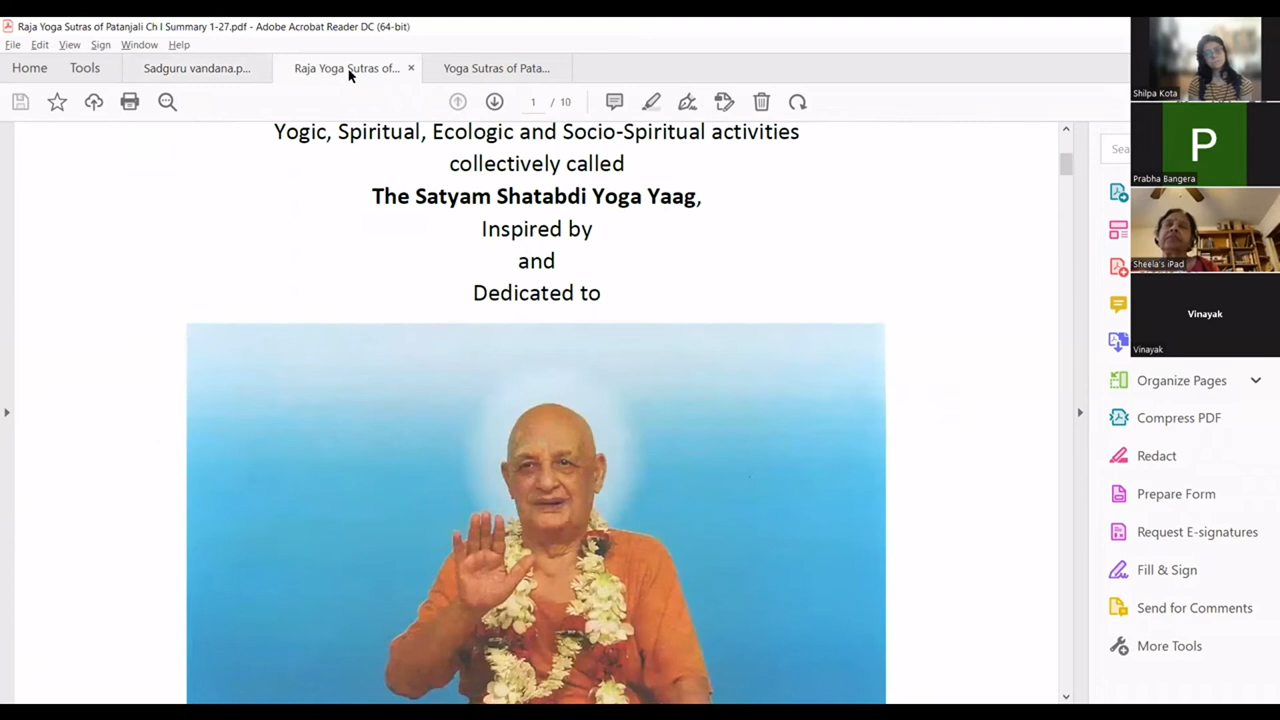 Raja Yoga Sutras of Patanjali Ch I Summary 1-27.pdf - Adobe Acrobat Reader DC (64-bit)
File Edit View Sign Window Help
Home Tools Sadguru vandana.p... Raja Yoga Sutras of... × Yoga Sutras of Pata...
1 / 10
Yogic, Spiritual, Ecologic and Socio-Spiritual activities
collectively called
The Satyam Shatabdi Yoga Yaag,
Inspired by
and
Dedicated to
Sea
Organize Pages
Compress PDF
Redact
Prepare Form
Request E-signatures
Fill & Sign
Send for Comments
More Tools
Shilpa Kota
P
Prabha Bangera
Sheela's iPad
Vinayak
Vinayak